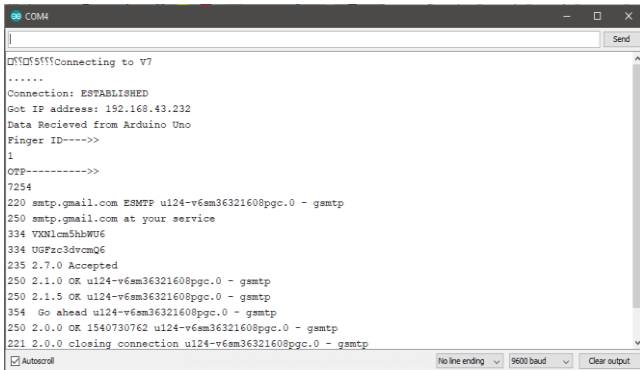 COM4
Send
Connecting to V7
......
Connection: ESTABLISHED
Got IP address: 192.168.43.232
Data Recieved from Arduino Uno
Finger ID---->>
1
OTP---------->>
7254
220 smtp.gmail.com ESMTP u124-v6sm36321608pgc.0 - gsmtp
250 smtp.gmail.com at your service
334 VXNlcm5hbWU6
334 UGFzc3dvcmQ6
235 2.7.0 Accepted
250 2.1.0 OK u124-v6sm36321608pgc.0 - gsmtp
250 2.1.5 OK u124-v6sm36321608pgc.0 - gsmtp
354  Go ahead u124-v6sm36321608pgc.0 - gsmtp
250 2.0.0 OK 1540730762 u124-v6sm36321608pgc.0 - gsmtp
221 2.0.0 closing connection u124-v6sm36321608pgc.0 - gsmtp
Autoscroll No line ending 9600 baud Clear output